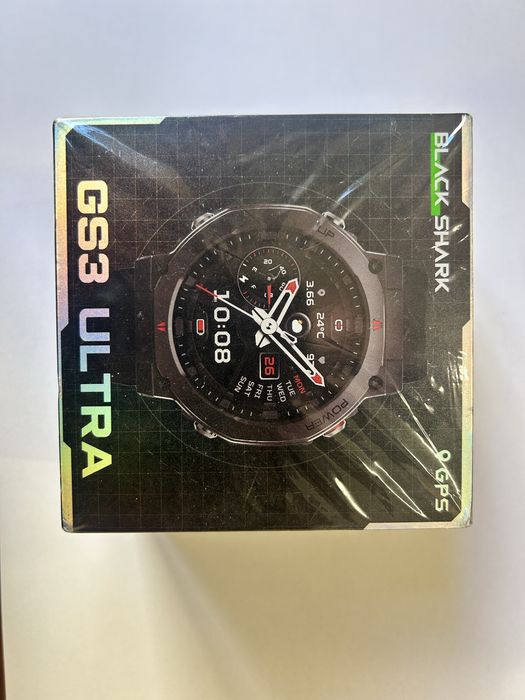 BLACK SHARK
GPS
UP
20
3.66
24°C
10:08
26
MON
TUE
WED
THU
FRI
SAT
SUN
POWER
GS3 ULTRA